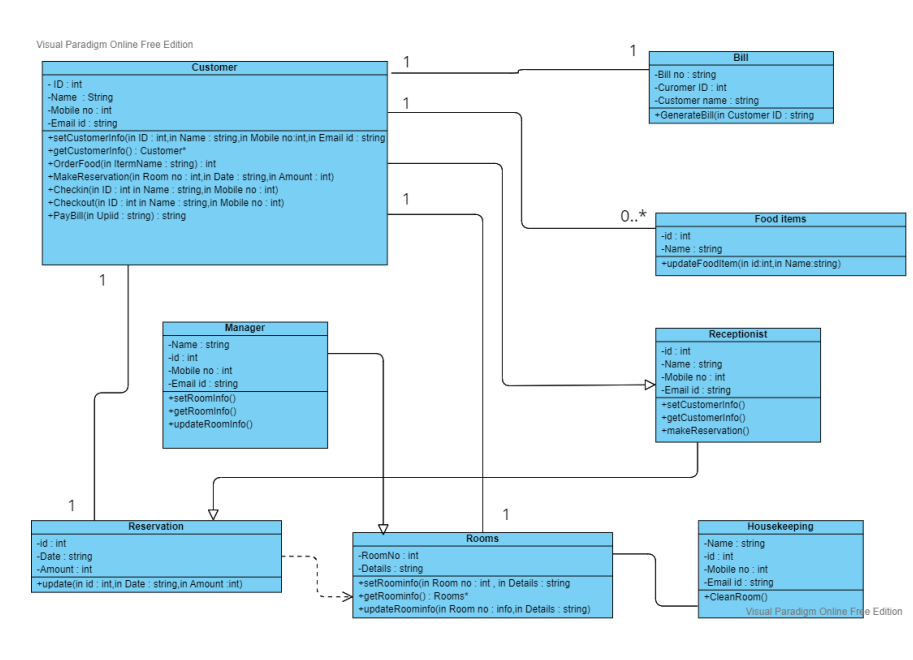 Visual Paradigm Online Free Edition
Customer
- ID : int
-Name : String
-Mobile no : int
-Email id : string
+setCustomerInfo(in ID : int,in Name : string,in Mobile no:int,in Email id : string
+getCustomerInfo() : Customer*
+OrderFood(in ItermName : string) : int
+MakeReservation(in Room no : int,in Date : string,in Amount : int)
+Checkin(in ID : int in Name : string,in Mobile no : int)
+Checkout(in ID : int in Name : string,in Mobile no : int)
+PayBill(in Upiid : string) : string
1
1
1
1
1
Bill
-Bill no : string
-Curomer ID : int
-Customer name : string
+GenerateBill(in Customer ID : string
0..*
Food items
-id : int
-Name : string
+updateFoodItem(in id:int,in Name:string)
Manager
-Name : string
-id : int
-Mobile no : int
-Email id : string
+setRoomInfo()
+getRoomInfo()
+updateRoomInfo()
Receptionist
-id : int
-Name : string
-Mobile no : int
-Email id : string
+setCustomerInfo()
+getCustomerInfo()
+makeReservation()
1
Reservation
-id : int
-Date : string
-Amount : int
+update(in id : int,in Date : string,in Amount :int)
1
Rooms
-RoomNo : int
-Details : string
+setRoominfo(in Room no : int , in Details : string
+getRoominfo() : Rooms*
+updateRoominfo(in Room no : info,in Details : string)
Housekeeping
-Name : string
-id : int
-Mobile no : int
-Email id : string
+CleanRoom()
Visual Paradigm Online Free Edition